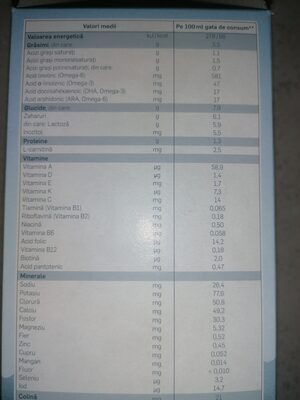 Valori medii Pe 100 ml gata de consum**
Valoarea energetică kJ/kcal
Grăsimi, din care: g
Acizi grași saturați g 1,1
Acizi grași mononesaturați g 1,5
Acizi grași polinesaturați, din care g 0,7
Acid linoleic (Omega-6) mg 581
Acid α-linolenic (Omega-3) mg 47
Acid docosahexaenoic (DHA, Omega-3) mg 17
Acid arahidonic (ARA, Omega-6) mg 17
Glucide, din care: g
Zaharuri g 6,1
din care: Lactoză g 5,9
Inozitol mg 5,5
Proteine g 1,3
L-carnitină mg 2,5
Vitamine
Vitamina A µg 58,9
Vitamina D µg 1,4
Vitamina E mg 1,7
Vitamina K µg 7,3
Vitamina C mg 14
Tiamină (Vitamina B1) mg 0,065
Riboflavină (Vitamina B2) mg 0,16
Niacină mg 0,50
Vitamina B6 mg 0,038
Acid folic µg 14,2
Vitamina B12 µg 0,18
Biotină µg 2,0
Acid pantotenic mg 0,47
Minerale
Sodiu mg 26,4
Potasiu mg 77,6
Clorură mg 50,8
Calciu mg 49,2
Fosfor mg 30,3
Magneziu mg 5,32
Fier mg 0,52
Zinc mg 0,45
Cupru mg 0,052
Mangan mg 0,014
Fluor mg < 0,010
Seleniu µg 3,2
Iod µg 14,7
Colină mg 21